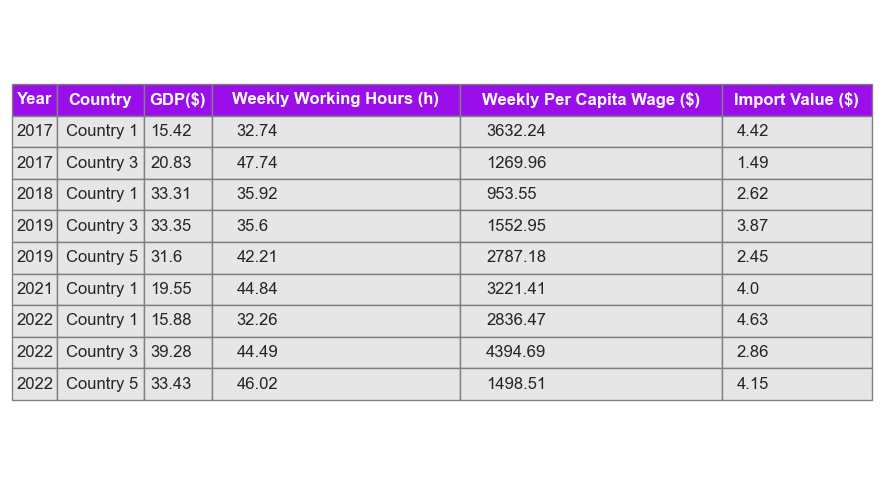 Year Country GDP($) Weekly Working Hours (h) Weekly Per Capita Wage ($) Import Value ($)
2017 Country 1 15.42 32.74 3632.24 4.42
2017 Country 3 20.83 47.74 1269.96 1.49
2018 Country 1 33.31 35.92 953.55 2.62
2019 Country 3 33.35 35.6 1552.95 3.87
2019 Country 5 31.6 42.21 2787.18 2.45
2021 Country 1 19.55 44.84 3221.41 4.0
2022 Country 1 15.88 32.26 2836.47 4.63
2022 Country 3 39.28 44.49 4394.69 2.86
2022 Country 5 33.43 46.02 1498.51 4.15